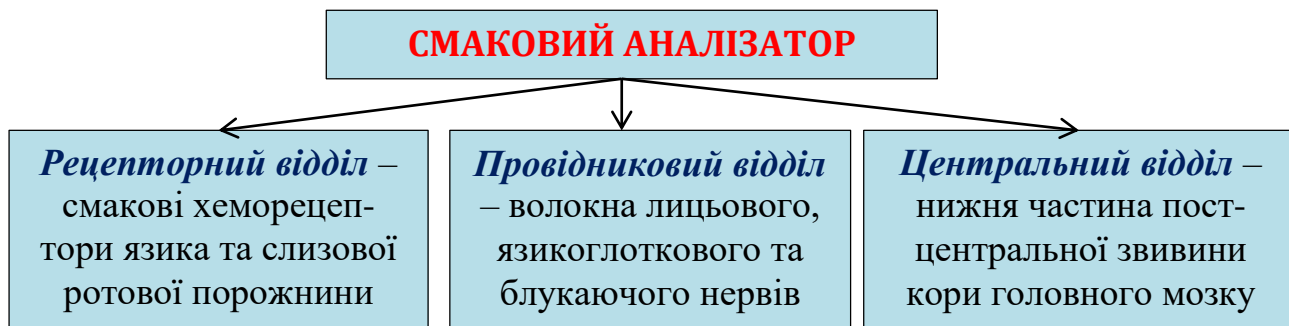 СМАКОВИЙ АНАЛІЗАТОР
Рецепторний відділ –
смакові хеморецеп-
тори язика та слизової
ротової порожнини
Провідниковий відділ
– волокна лицьового,
язикоглоткового та
блукаючого нервів
Центральний відділ –
нижня частина пост-
центральної звивини
кори головного мозку